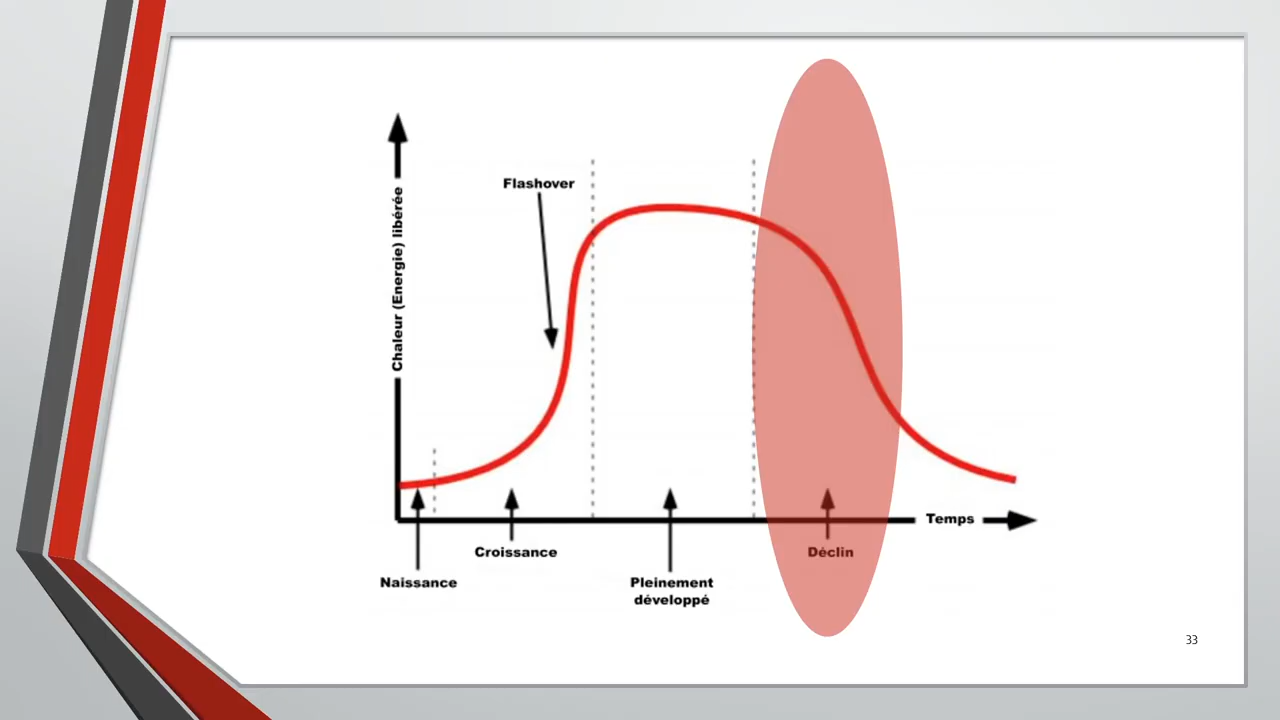 Flashover
Chaleur (Energie) libérée
Temps
Croissance
Déclin
Naissance
Pleinement
développé
33